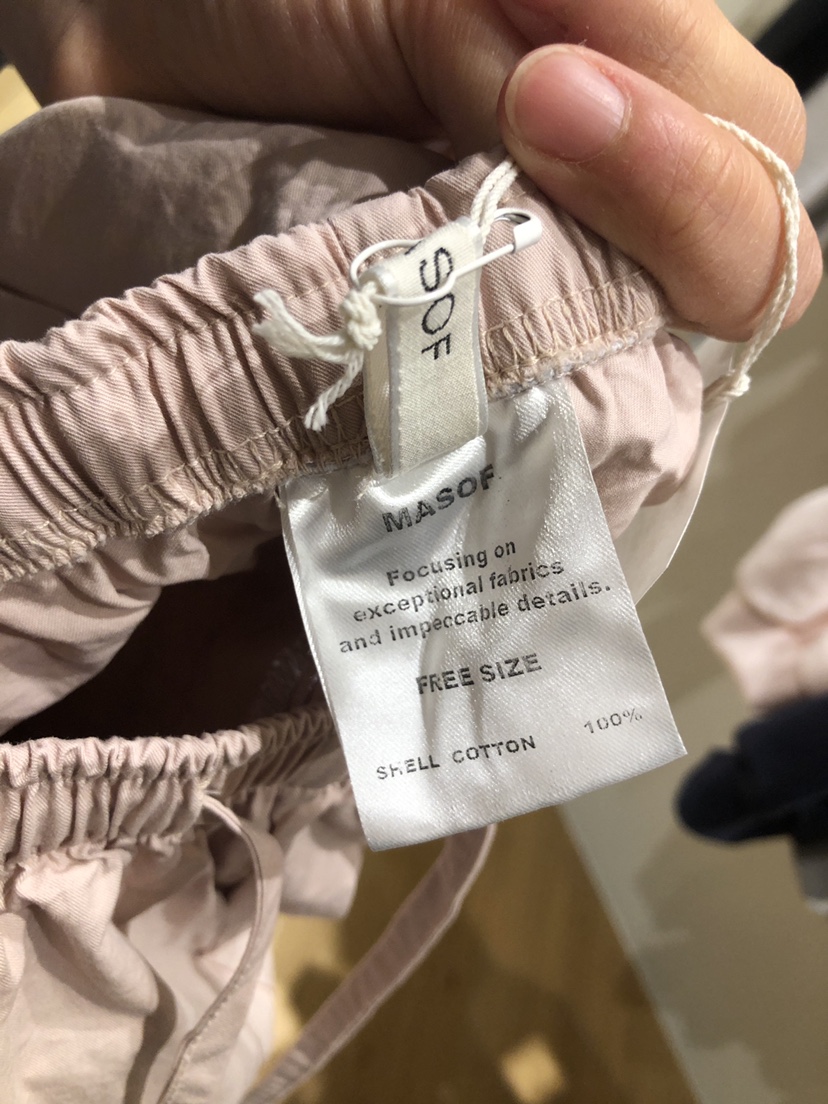 SOF
MASOF
Focusing on
exceptional fabrics
and impeccable details.
FREE SIZE
SHELL COTTON 100%